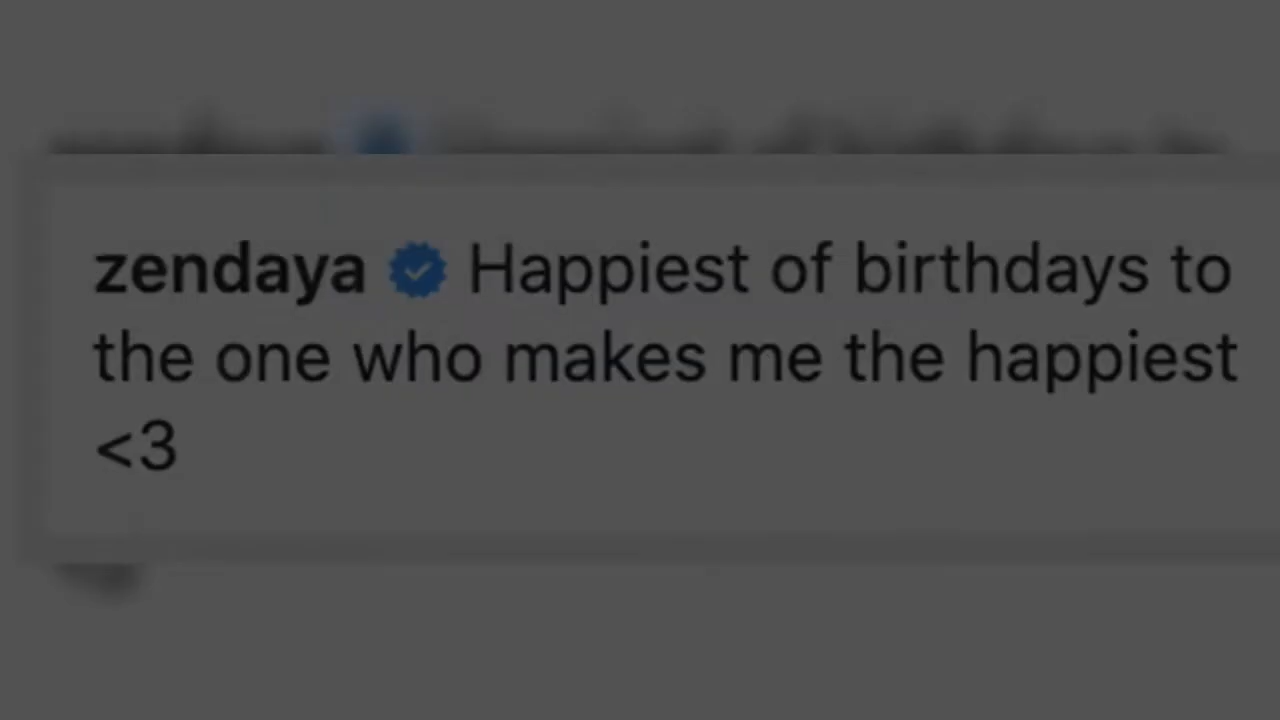 zendaya Happiest of birthdays to
the one who makes me the happiest
<3